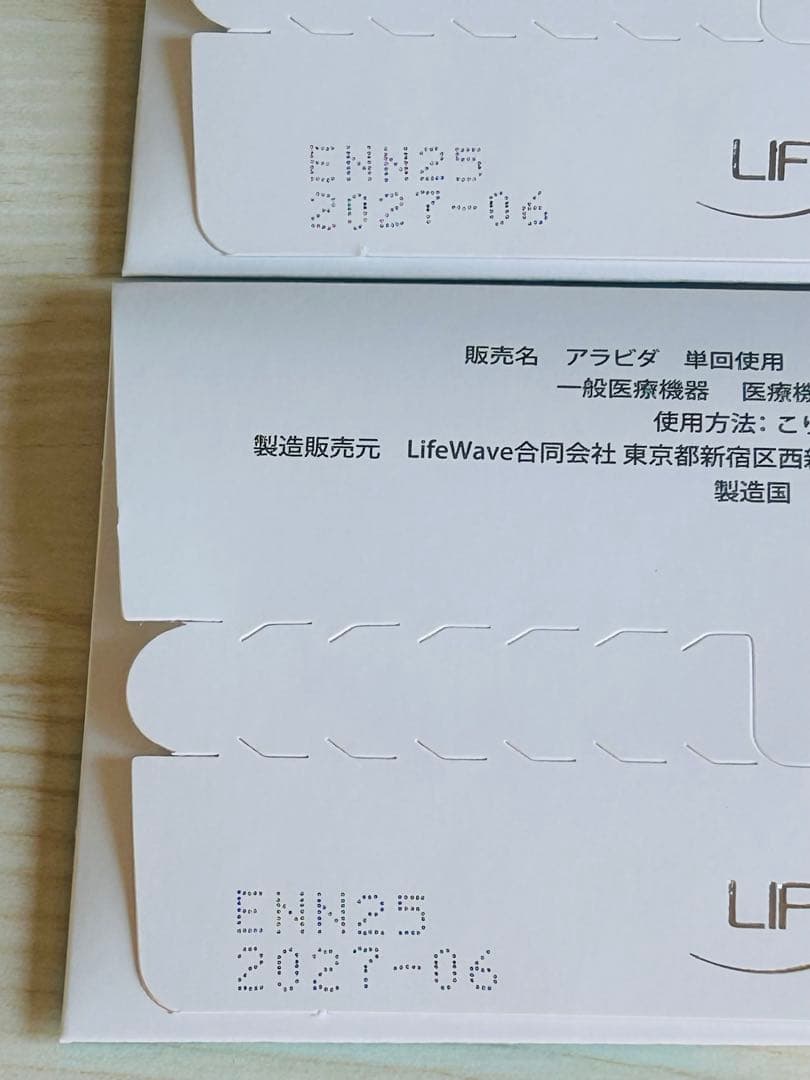 ENN25
2027-06
LIF
販売名　アラビダ　単回使用
一般医療機器　医療機
使用方法：こり
製造販売元　LifeWave合同会社 東京都新宿区西新
製造国
ENN25
2027-06
LIF